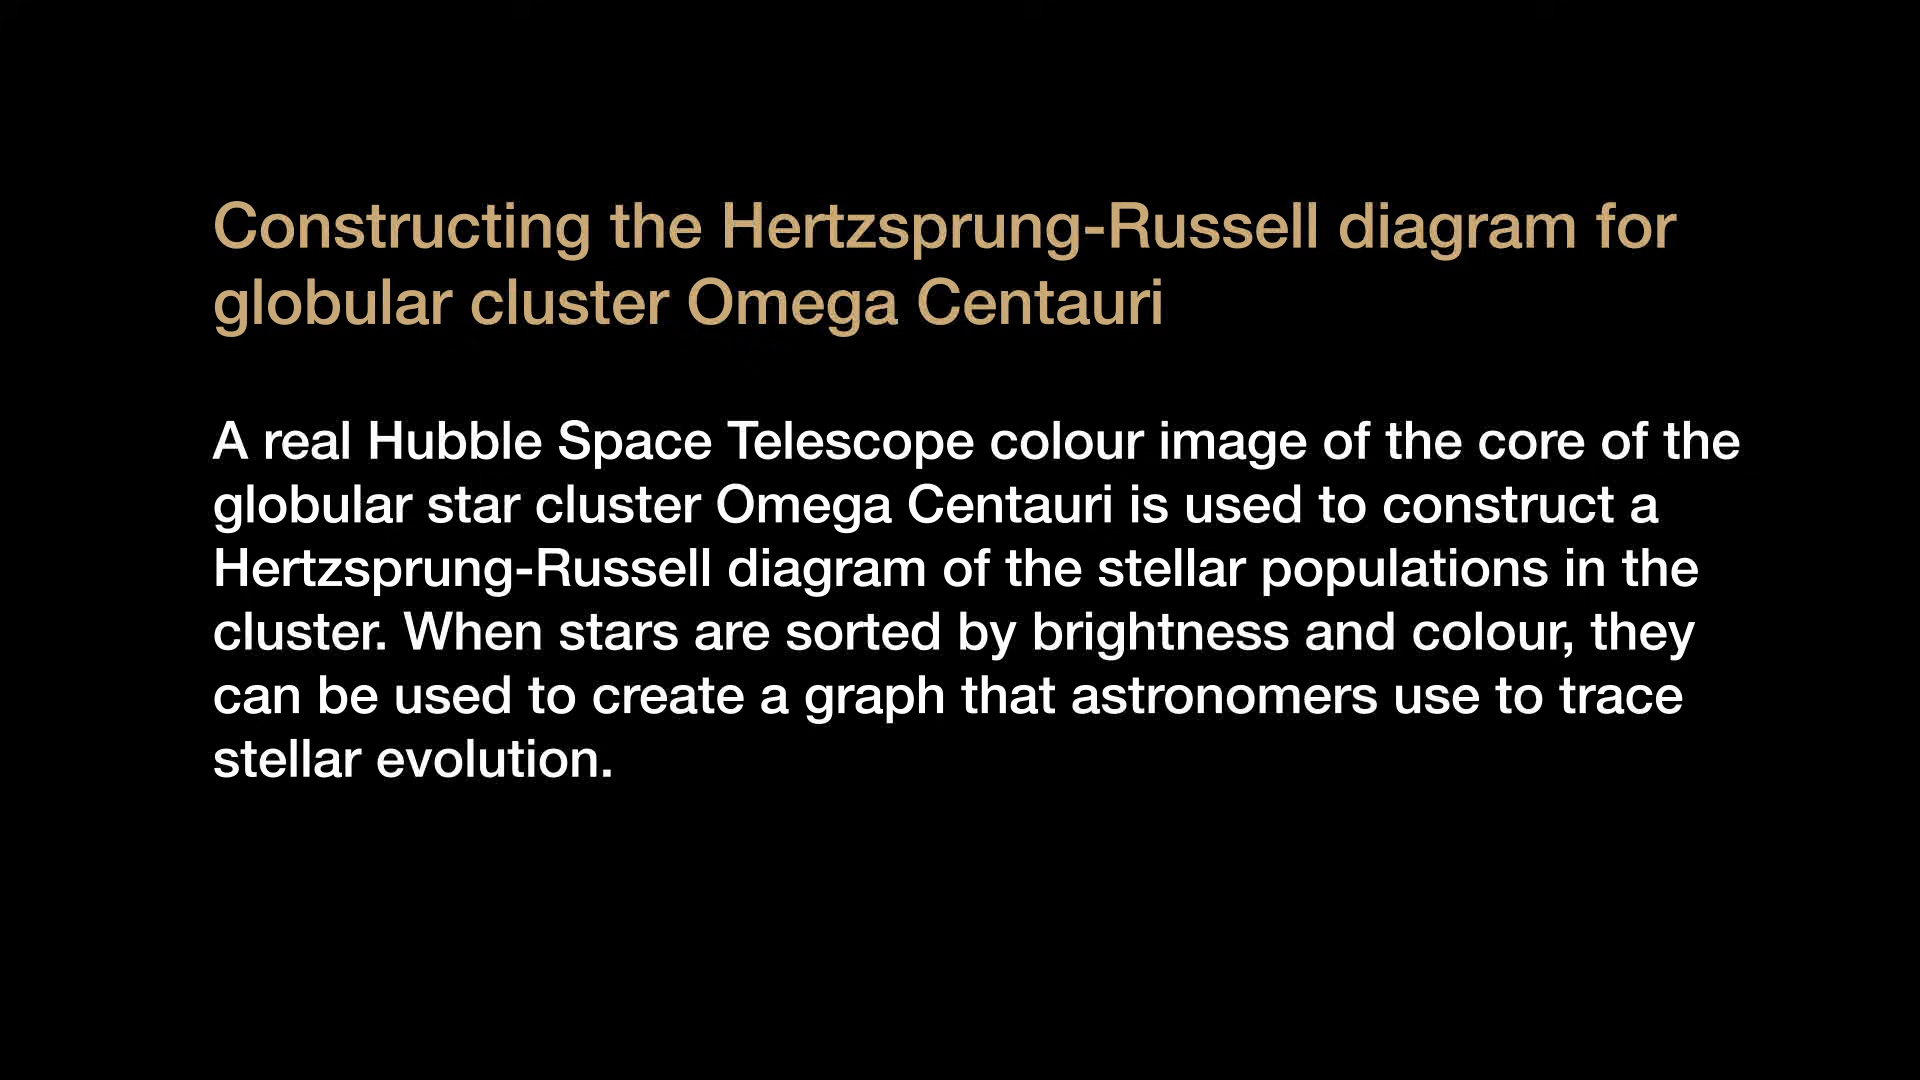 Constructing the Hertzsprung-Russell diagram for
globular cluster Omega Centauri
A real Hubble Space Telescope colour image of the core of the
globular star cluster Omega Centauri is used to construct a
Hertzsprung-Russell diagram of the stellar populations in the
cluster. When stars are sorted by brightness and colour, they
can be used to create a graph that astronomers use to trace
stellar evolution.